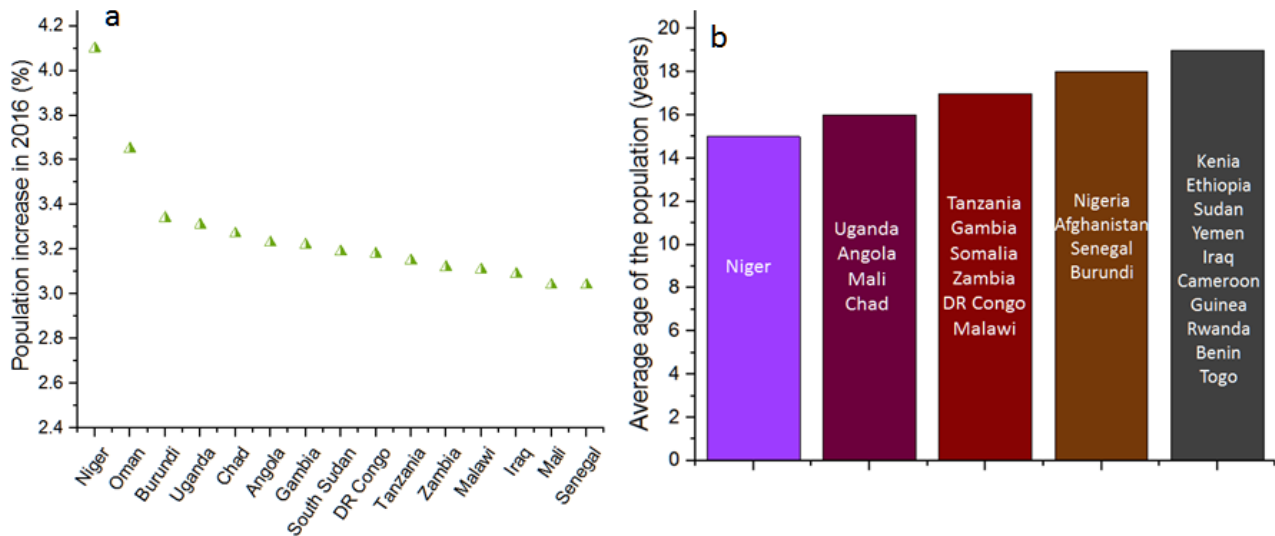 a
Population increase in 2016 (%)
4.2
4.0
3.8
3.6
3.4
3.2
3.0
2.8
2.6
2.4
Niger
Oman
Burundi
Uganda
Chad
Angola
Gambia
South Sudan
DR Congo
Tanzania
Zambia
Malawi
Iraq
Mali
Senegal
b
Average age of the population (years)
20
18
16
14
12
10
8
6
4
2
0
Niger
Uganda
Angola
Mali
Chad
Tanzania
Gambia
Somalia
Zambia
DR Congo
Malawi
Nigeria
Afghanistan
Senegal
Burundi
Kenia
Ethiopia
Sudan
Yemen
Iraq
Cameroon
Guinea
Rwanda
Benin
Togo